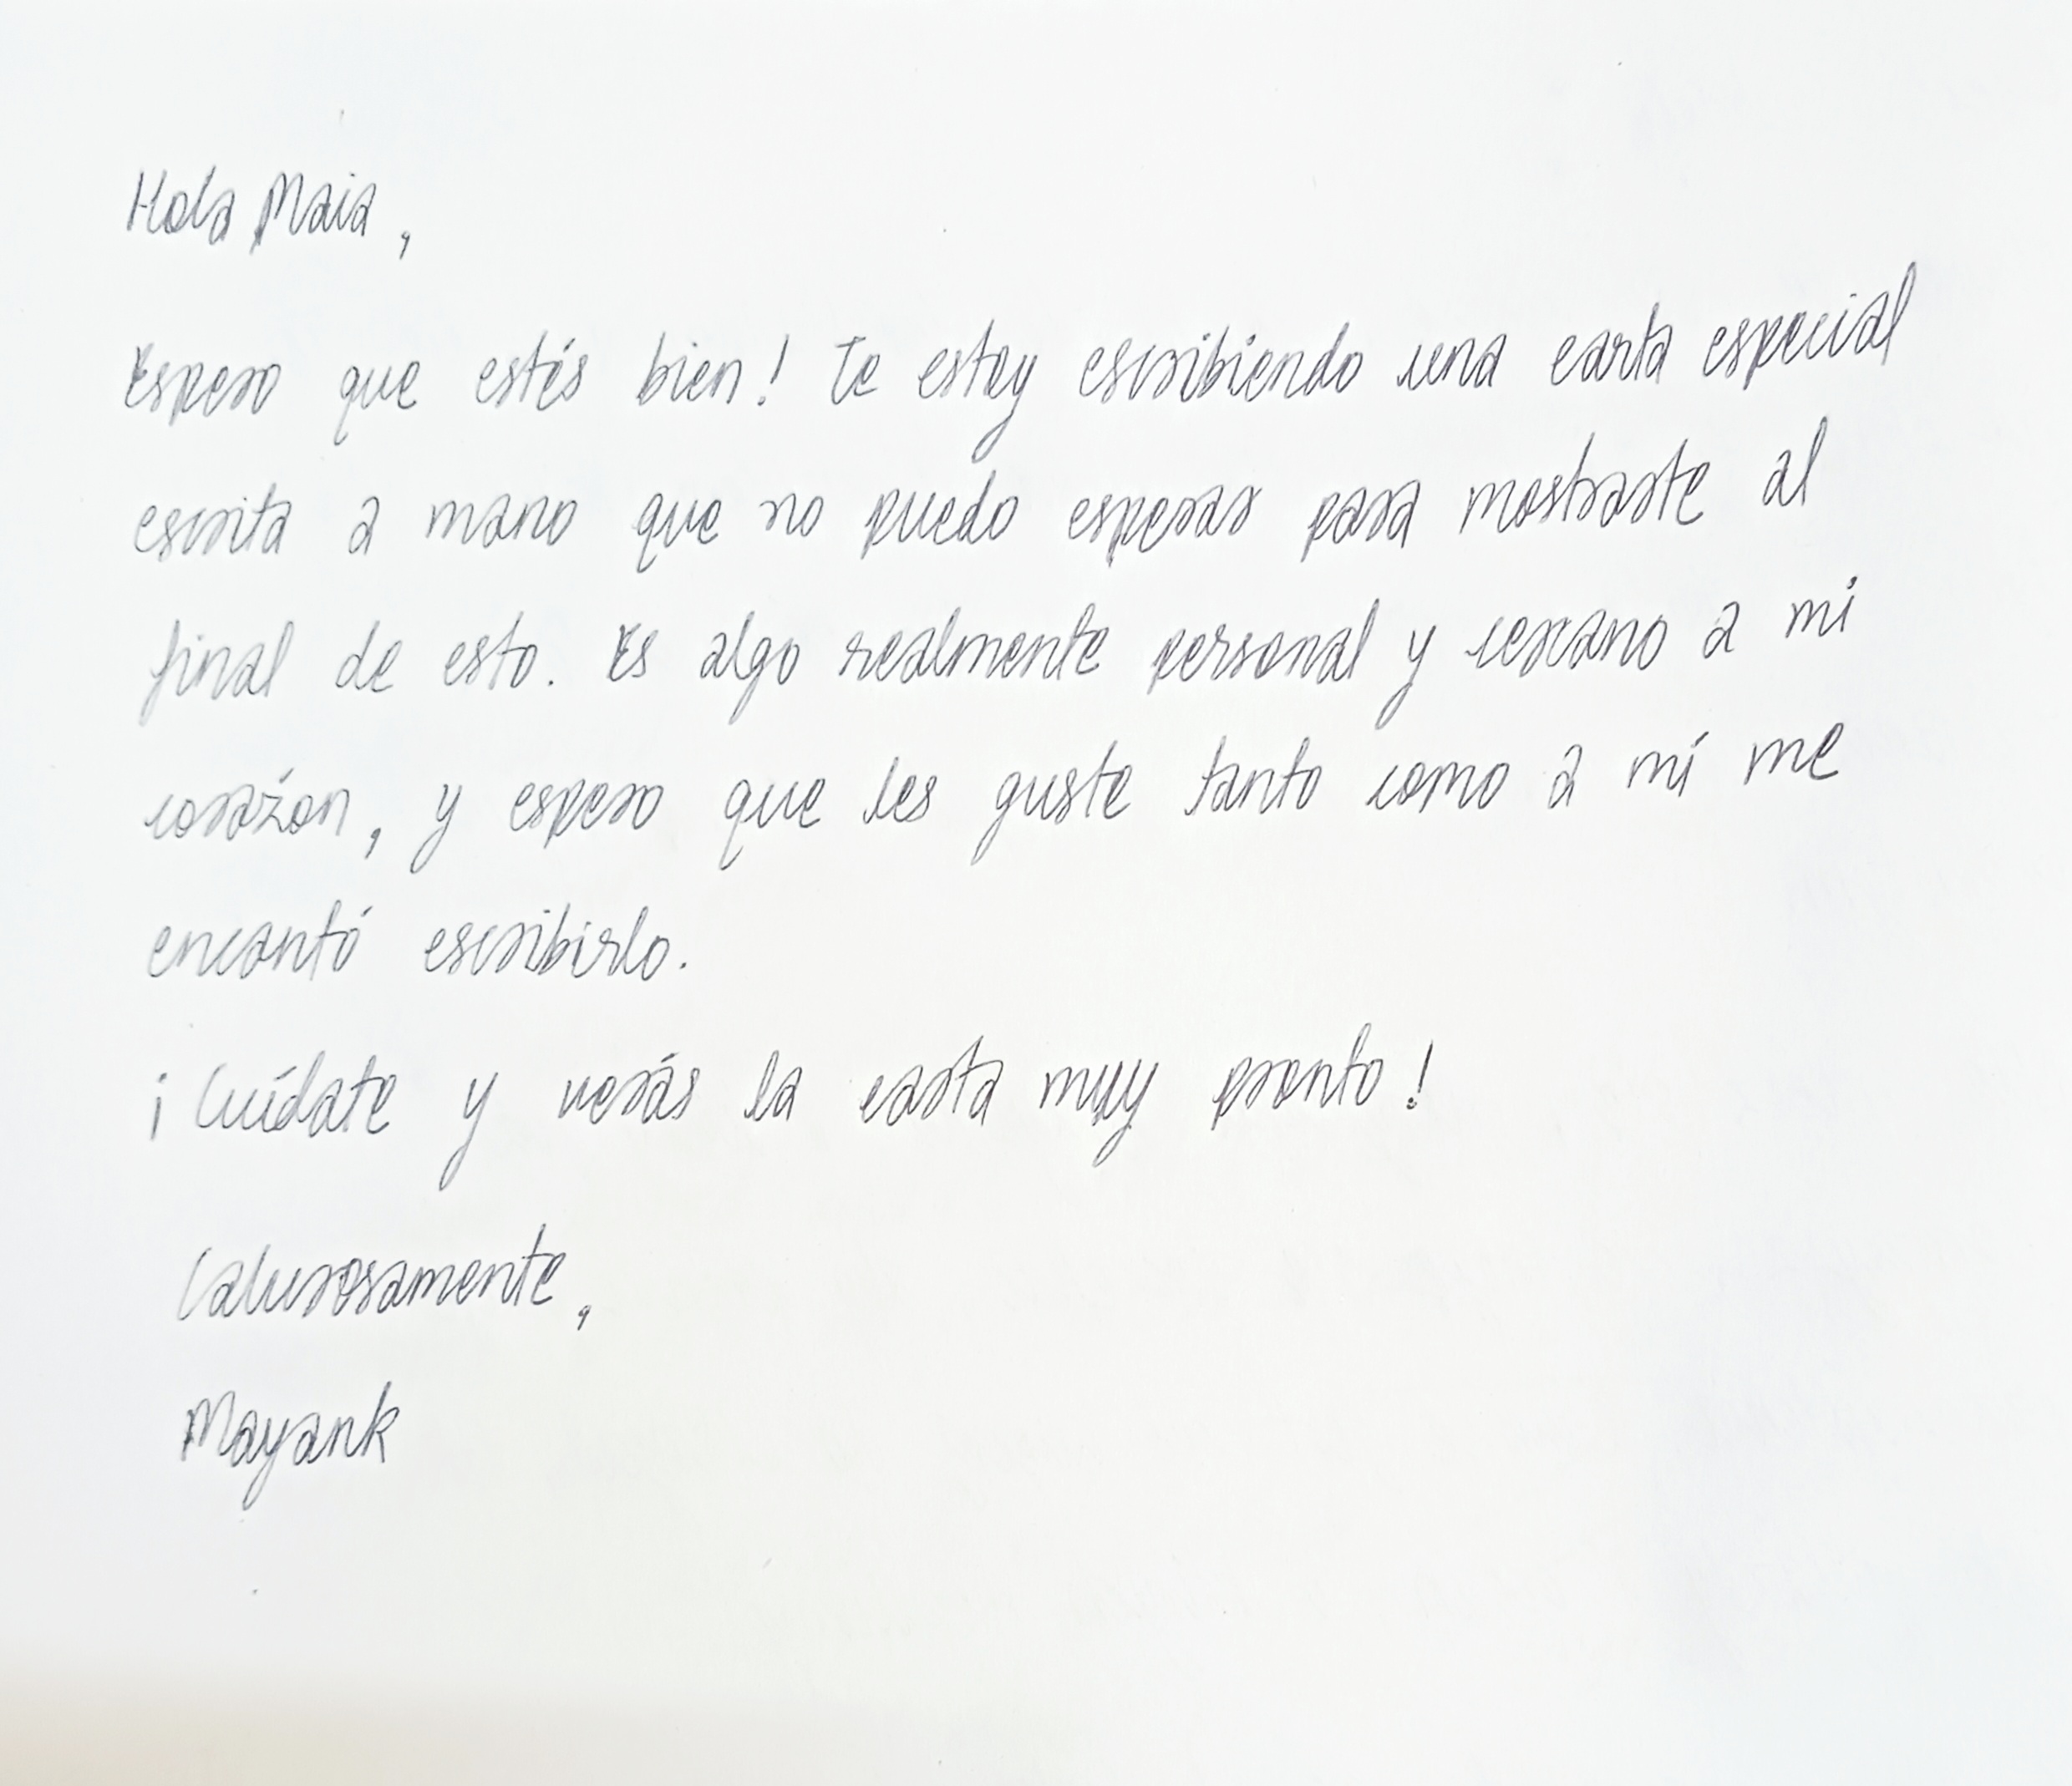 Hola Maia,
Espero que estés bien! Te estoy escribiendo una carta especial
escrita a mano que no puedo esperar para mostrarte al
final de esto. Es algo realmente personal y cercano a mi
corazón, y espero que les guste tanto como a mí me
encantó escribirlo.
¡Cuídate y verás la carta muy pronto!
Calurosamente,
Mayank